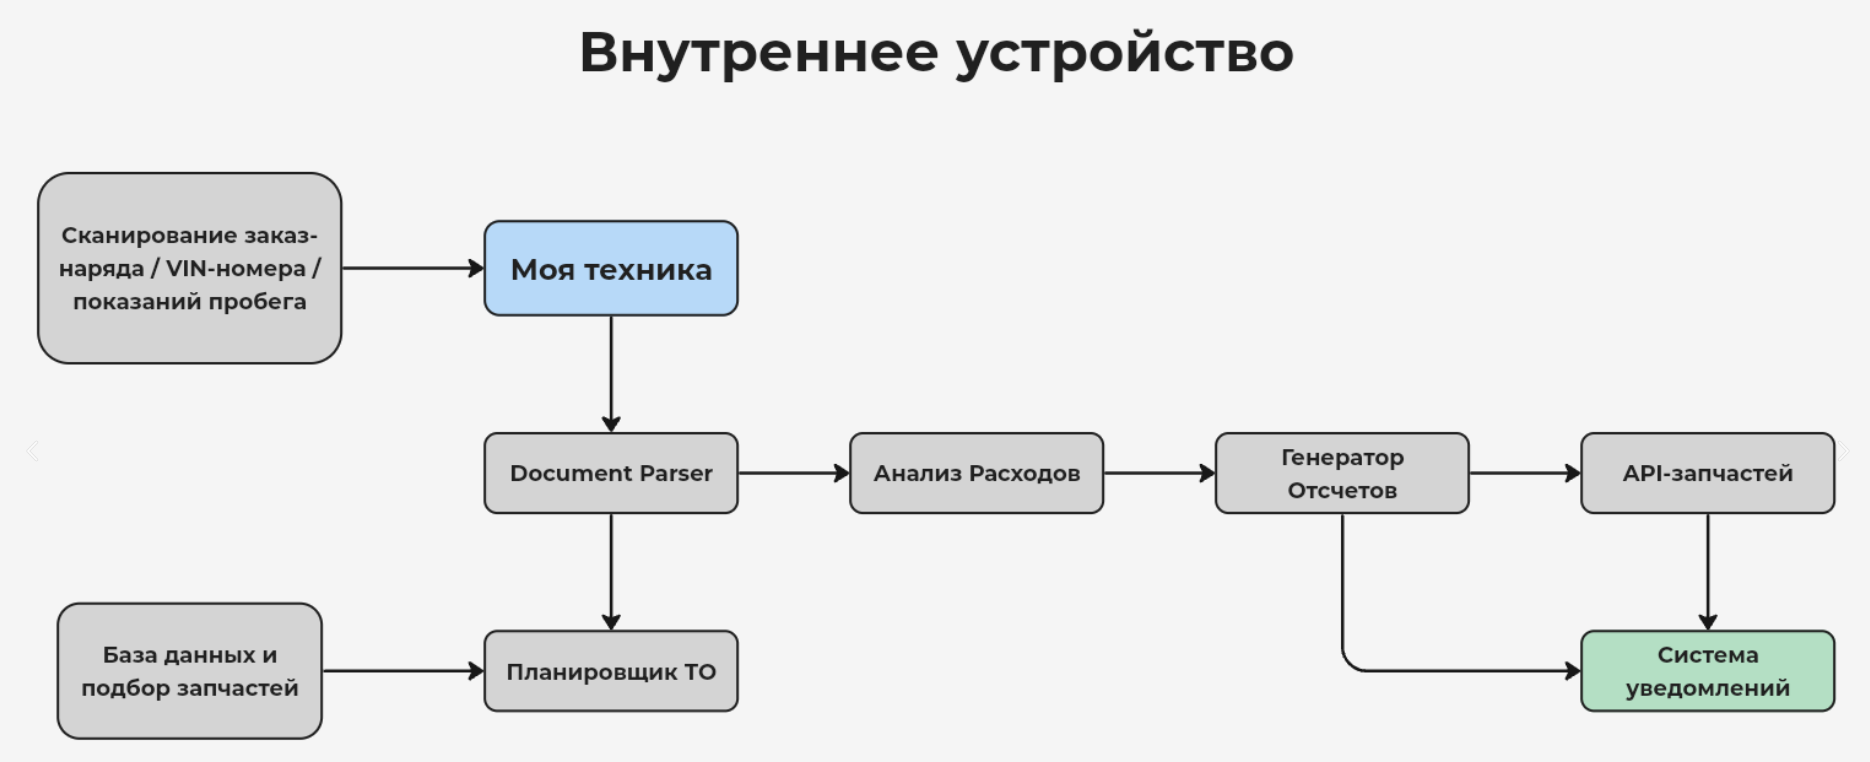 Внутреннее устройство
Сканирование заказ-
наряда / VIN-номера /
показаний пробега
Моя техника
Document Parser
Анализ Расходов
Генератор
Отсчетов
API-запчастей
База данных и
подбор запчастей
Планировщик ТО
Система
уведомлений